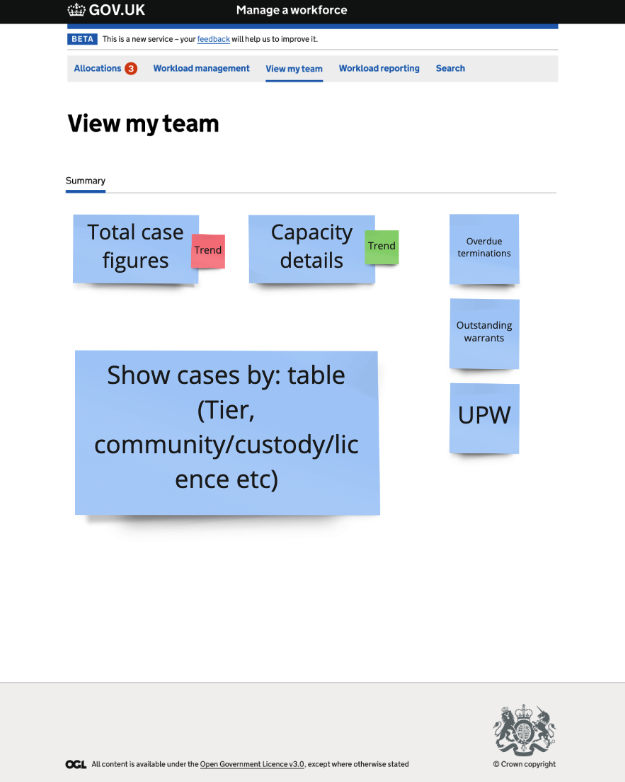 GOV.UK
Manage a workforce
BETA This is a new service – your feedback will help us to improve it.
Allocations 3 Workload management View my team Workload reporting Search
View my team
Summary
Total case
figures
Trend
Capacity
details
Trend
Overdue
terminations
Outstanding
warrants
UPW
Show cases by: table
(Tier,
community/custody/lic
ence etc)
OGL All content is available under the Open Government Licence v3.0, except where otherwise stated
© Crown copyright